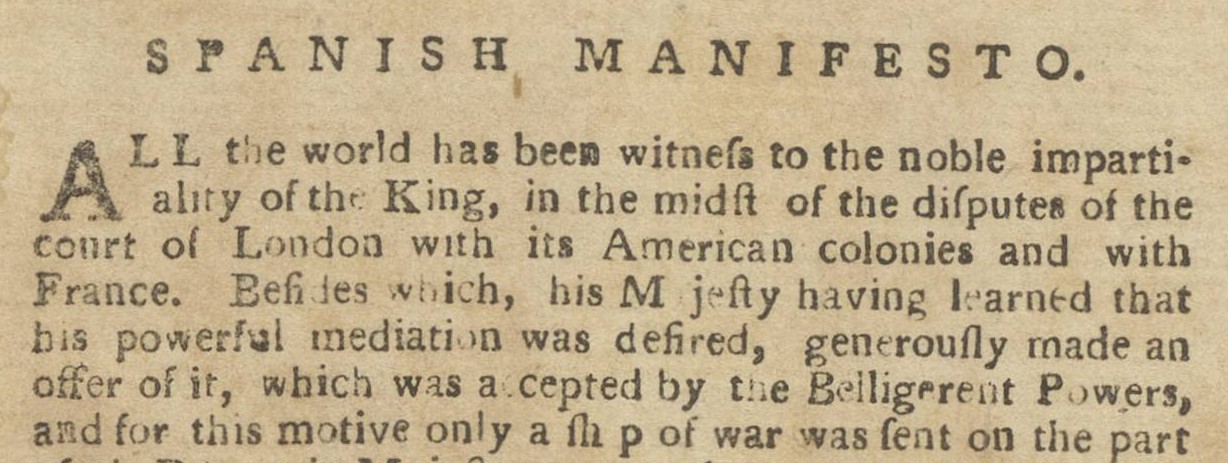 SPANISH MANIFESTO.
ALL the world has been witneſs to the noble imparti-
ality of the King, in the midſt of the diſputes of the
court of London with its American colonies and with
France. Beſides which, his Majeſty having learned that
his powerful mediation was deſired, generouſly made an
offer of it, which was accepted by the Belligerent Powers,
and for this motive only a ſhip of war was ſent on the part